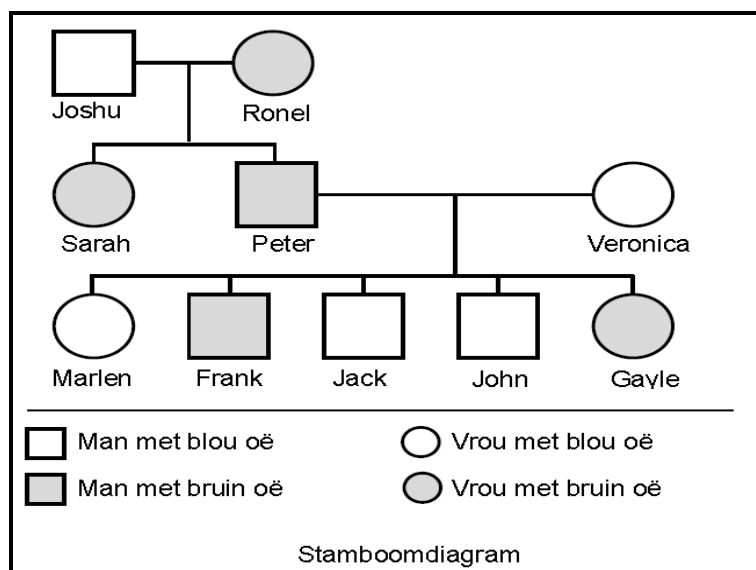 Joshu Ronel
Sarah Peter Veronica
Marlen Frank Jack John Gayle
Man met blou oë Vrou met blou oë
Man met bruin oë Vrou met bruin oë
Stamboomdiagram